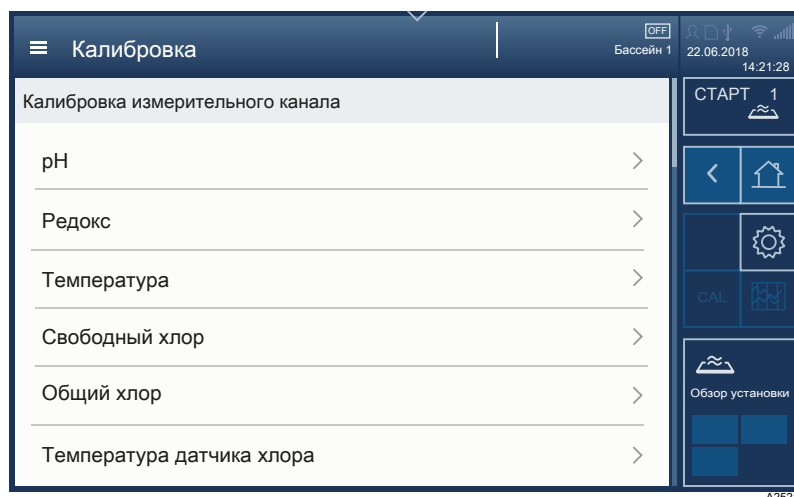 Калибровка
OFF
Бассейн 1
22.06.2018
14:21:28
Калибровка измерительного канала
СТАРТ 1
pH
Редокс
Температура
CAL
Свободный хлор
Общий хлор
Обзор установки
Температура датчика хлора